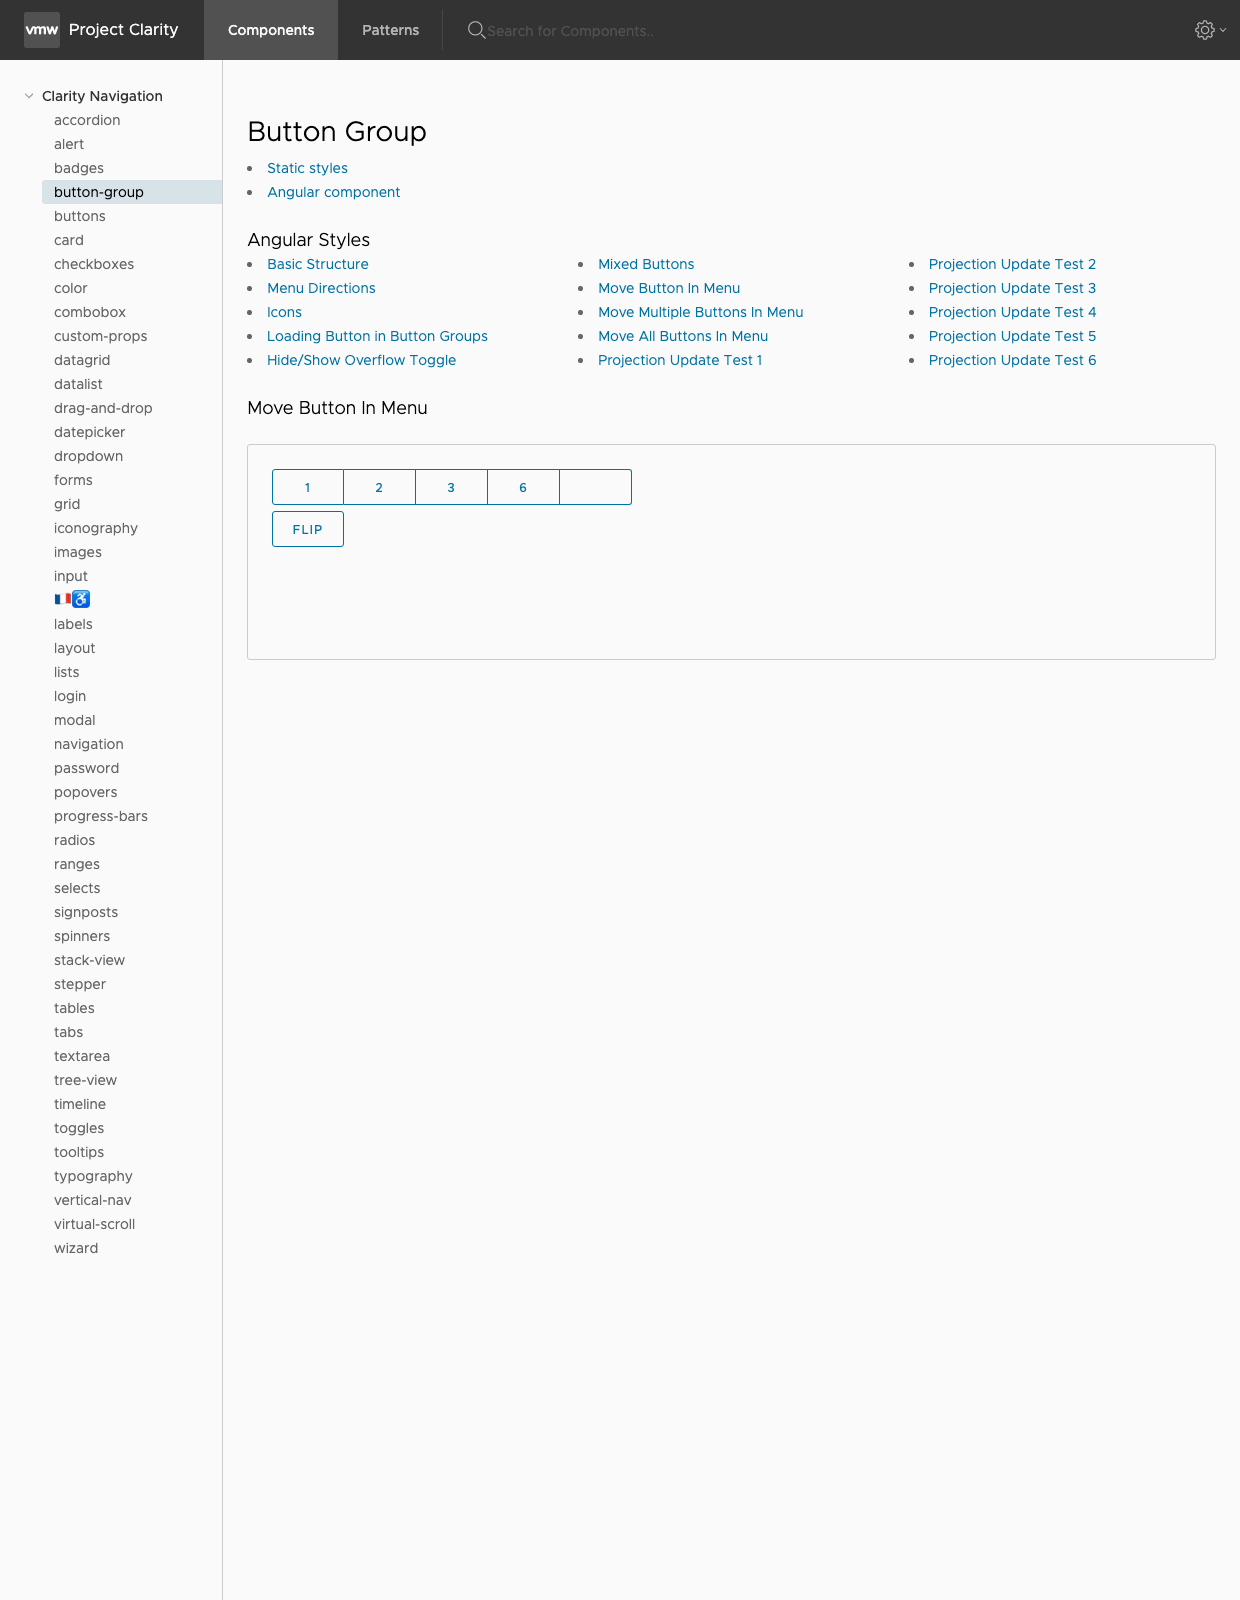 vmw Project Clarity Components Patterns Search for Components..
Clarity Navigation
accordion
alert
badges
button-group
buttons
card
checkboxes
color
combobox
custom-props
datagrid
datalist
drag-and-drop
datepicker
dropdown
forms
grid
iconography
images
input
🇫🇷♿
labels
layout
lists
login
modal
navigation
password
popovers
progress-bars
radios
ranges
selects
signposts
spinners
stack-view
stepper
tables
tabs
textarea
tree-view
timeline
toggles
tooltips
typography
vertical-nav
virtual-scroll
wizard
Button Group
Static styles
Angular component
Angular Styles
Basic Structure
Menu Directions
Icons
Loading Button in Button Groups
Hide/Show Overflow Toggle
Mixed Buttons
Move Button In Menu
Move Multiple Buttons In Menu
Move All Buttons In Menu
Projection Update Test 1
Projection Update Test 2
Projection Update Test 3
Projection Update Test 4
Projection Update Test 5
Projection Update Test 6
Move Button In Menu
1 2 3 6
FLIP